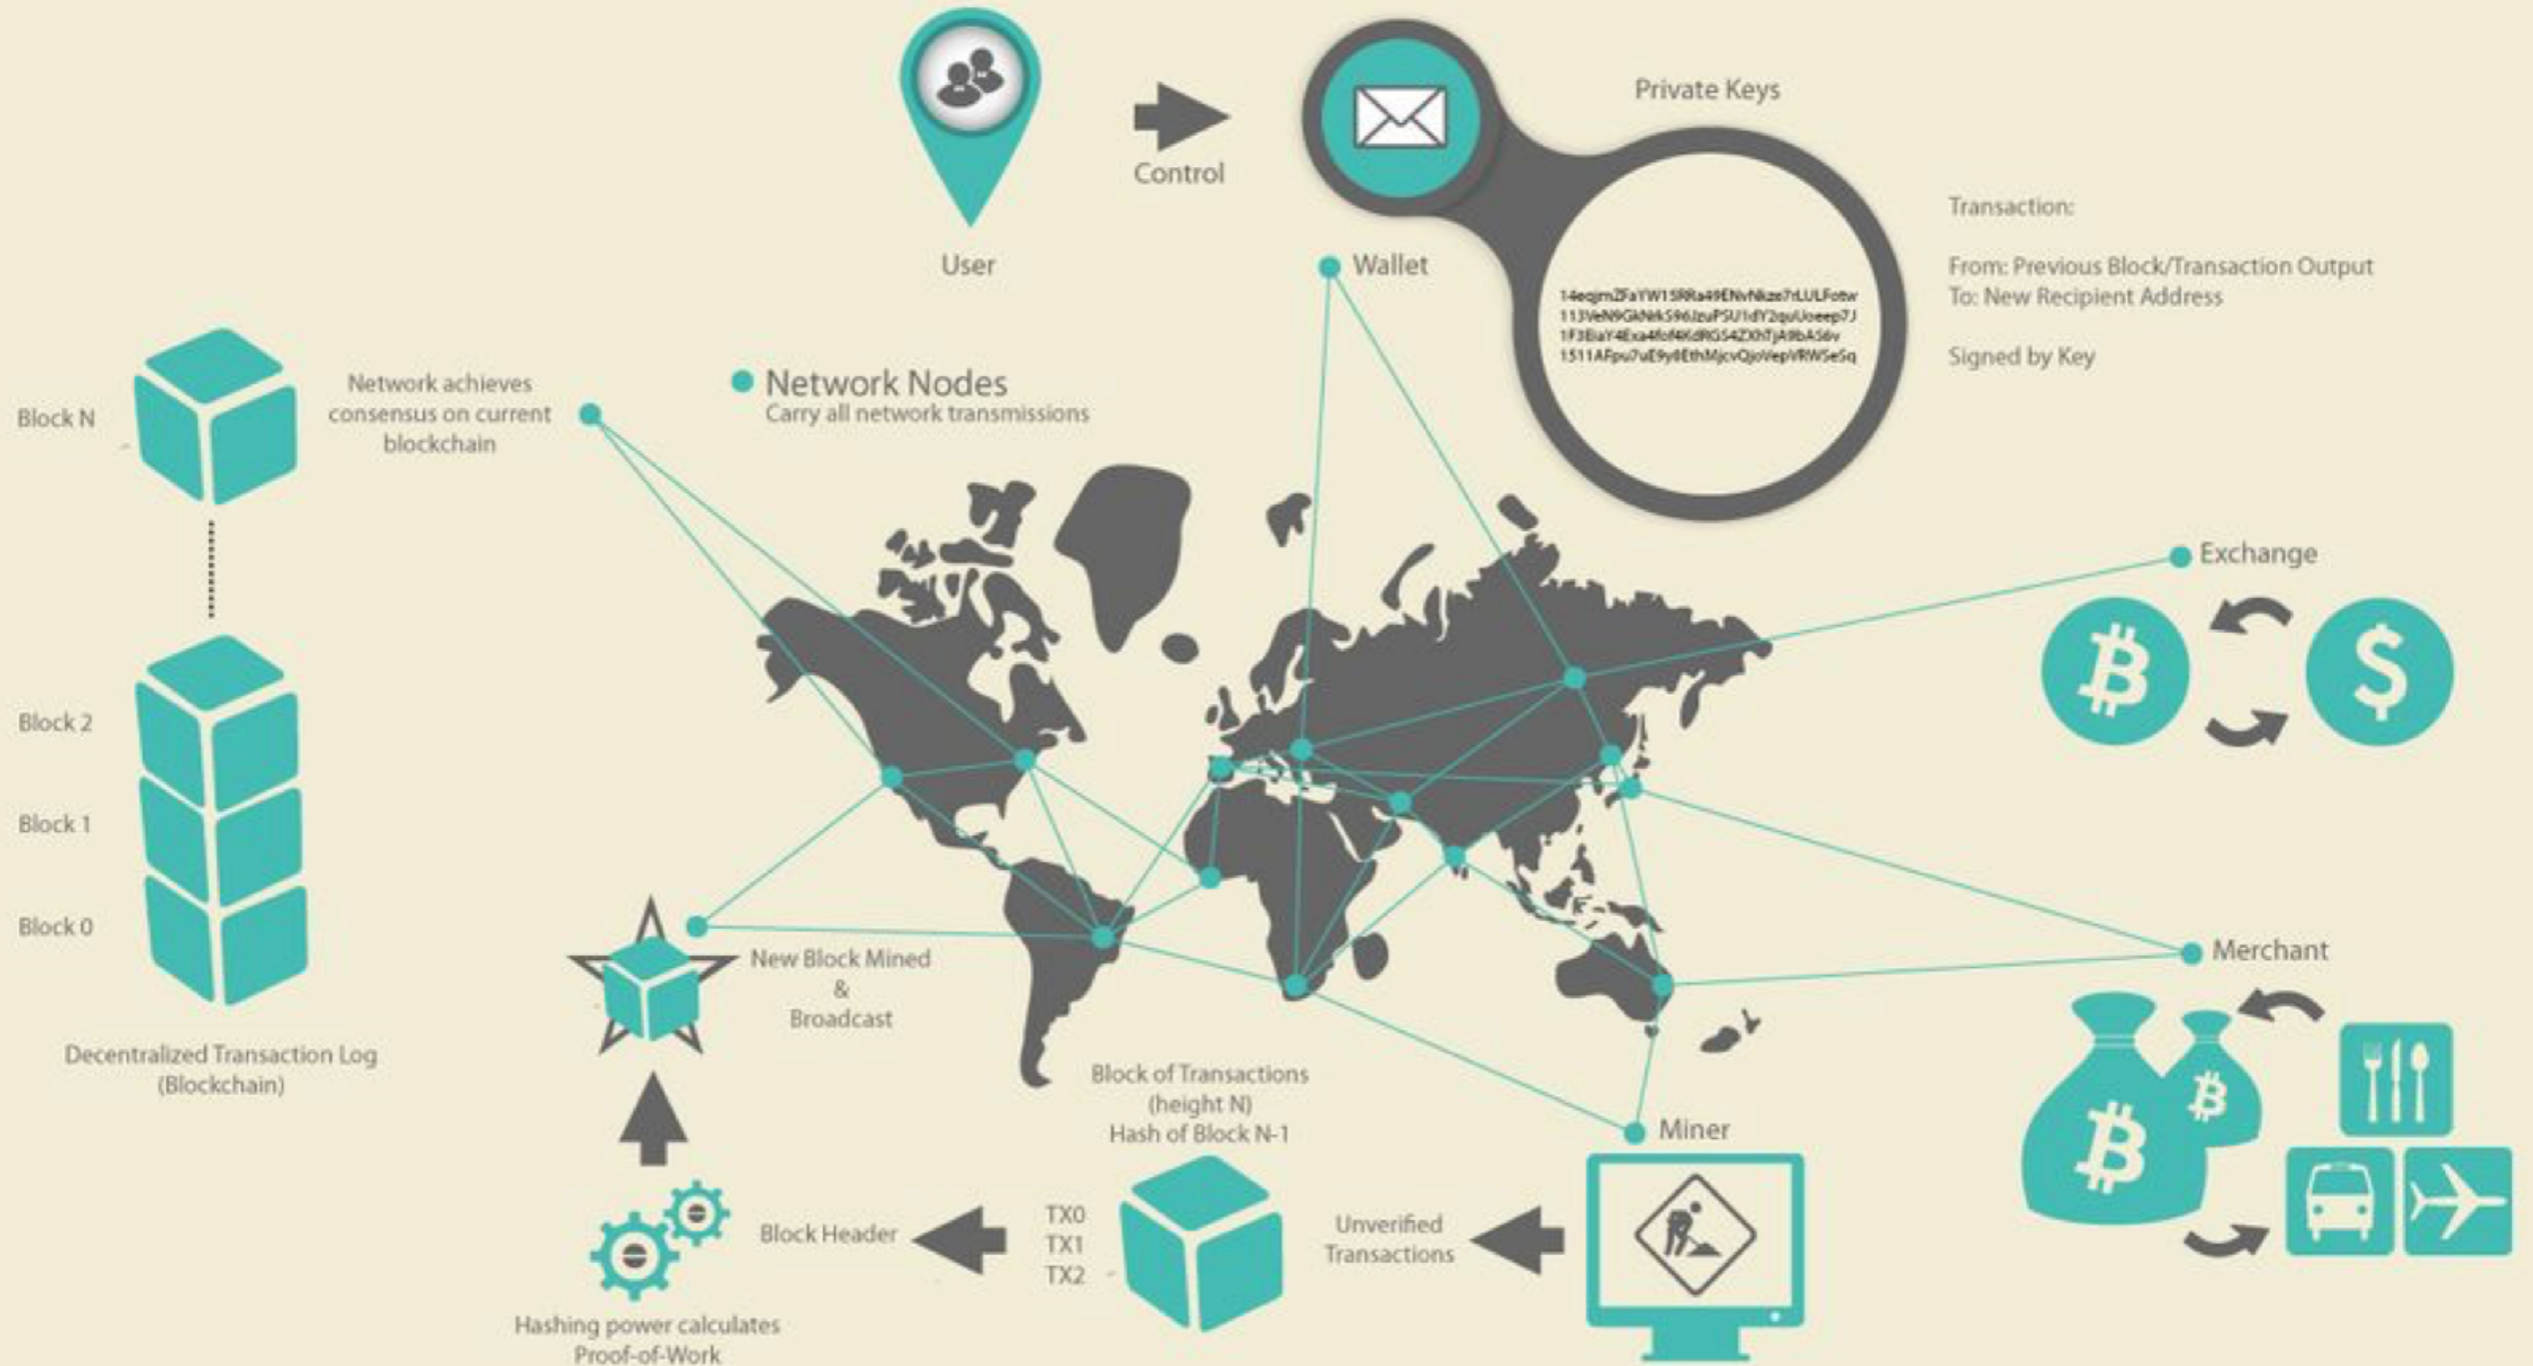 Private Keys
Control
Transaction:
User
Wallet
From: Previous Block/Transaction Output
To: New Recipient Address
Signed by Key
Block N
Network achieves
consensus on current
blockchain
Network Nodes
Carry all network transmissions
Exchange
Block 2
Block 1
Block 0
Decentralized Transaction Log
(Blockchain)
New Block Mined
&
Broadcast
Merchant
Block of Transactions
(height N)
Hash of Block N-1
Miner
TX0
TX1
TX2
Block Header
Unverified
Transactions
Hashing power calculates
Proof-of-Work